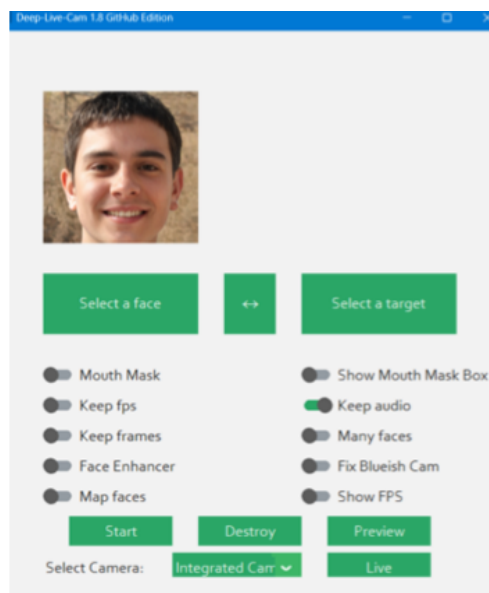 Deep-Live-Cam 1.8 GitHub Edition
Select a face
↔
Select a target
Mouth Mask
Show Mouth Mask Box
Keep fps
Keep audio
Keep frames
Many faces
Face Enhancer
Fix Blueish Cam
Map faces
Show FPS
Start
Destroy
Preview
Select Camera:
Integrated Cam
Live